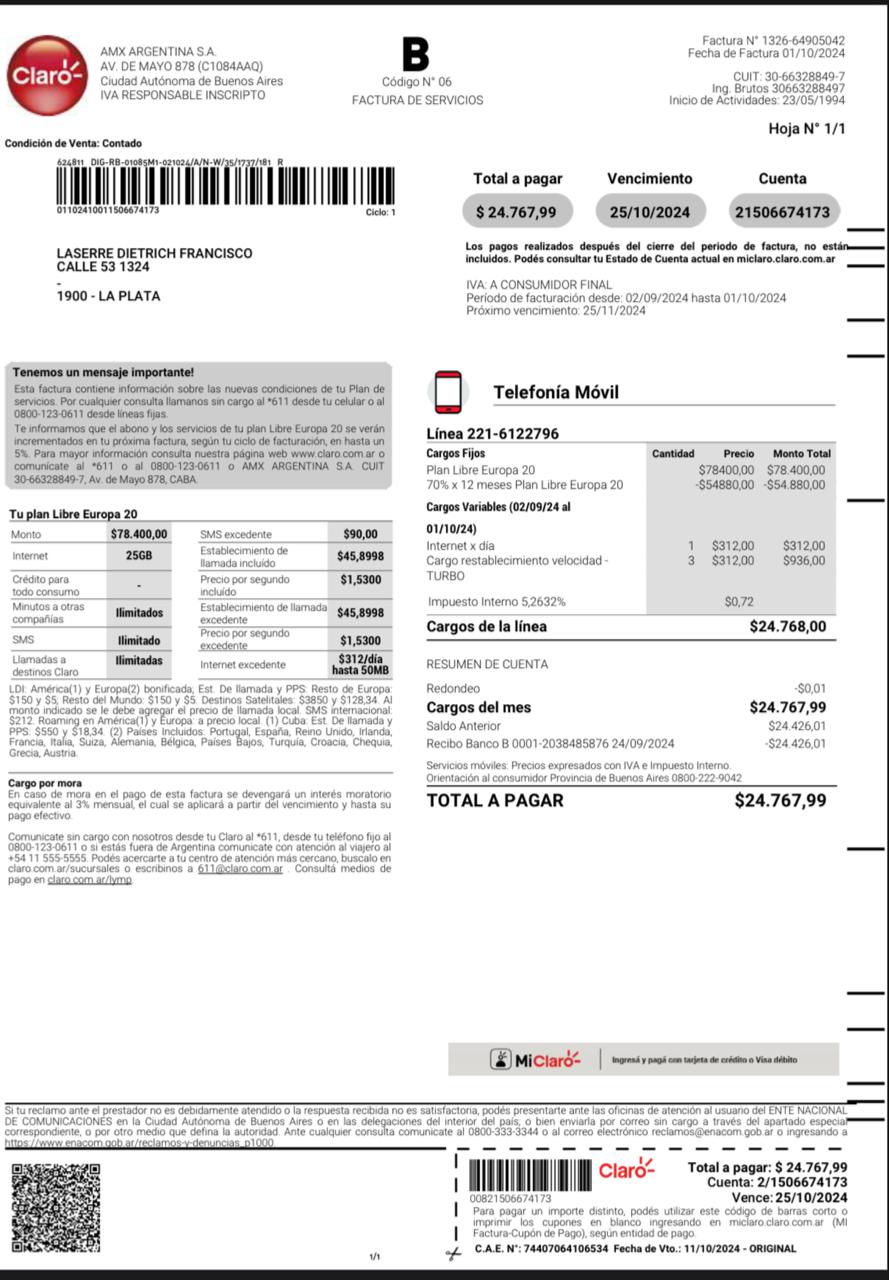 Claro
AMX ARGENTINA S.A.
AV. DE MAYO 878 (C1084AAQ)
Ciudad Autónoma de Buenos Aires
IVA RESPONSABLE INSCRIPTO
B
Código N° 06
FACTURA DE SERVICIOS
Factura N° 1326-64905042
Fecha de Factura 01/10/2024
CUIT: 30-66328849-7
Ing. Brutos 30663288497
Inicio de Actividades: 23/05/1994
Hoja N° 1/1
Condición de Venta: Contado
624811 DIG-RB-01085M1-021024/A/N-W/35/1737/181 R
01102410011506674173
Ciclo: 1
LASERRE DIETRICH FRANCISCO
CALLE 53 1324
-
1900 - LA PLATA
Total a pagar Vencimiento Cuenta
$ 24.767,99 25/10/2024 21506674173
Los pagos realizados después del cierre del periodo de factura, no están
incluidos. Podés consultar tu Estado de Cuenta actual en miclaro.claro.com.ar
IVA: A CONSUMIDOR FINAL
Período de facturación desde: 02/09/2024 hasta 01/10/2024
Próximo vencimiento: 25/11/2024
Tenemos un mensaje importante!
Esta factura contiene información sobre las nuevas condiciones de tu Plan de
servicios. Por cualquier consulta llamanos sin cargo al *611 desde tu celular o al
0800-123-0611 desde líneas fijas.
Te informamos que el abono y los servicios de tu plan Libre Europa 20 se verán
incrementados en tu próxima factura, según tu ciclo de facturación, en hasta un
5%. Para mayor información consulta nuestra página web www.claro.com.ar o
comunícate al *611 o al 0800-123-0611 o AMX ARGENTINA S.A. CUIT
30-66328849-7, Av. de Mayo 878, CABA.
Tu plan Libre Europa 20
Monto $78.400,00
Internet 25GB
Crédito para
todo consumo -
Minutos a otras
compañías Ilimitados
SMS Ilimitado
Llamadas a
destinos Claro Ilimitadas
SMS excedente $90,00
Establecimiento de
llamada incluído $45,8998
Precio por segundo
incluído $1,5300
Establecimiento de llamada
excedente $45,8998
Precio por segundo
excedente $1,5300
Internet excedente $312/día
hasta 50MB
LDI: América(1) y Europa(2) bonificada; Est. De llamada y PPS: Resto de Europa:
$150 y $5, Resto del Mundo: $150 y $5. Destinos Satelitales: $3850 y $128,34. Al
monto indicado se le debe agregar el precio de llamada local. SMS internacional:
$212. Roaming en América(1) y Europa: a precio local. (1) Cuba: Est. De llamada y
PPS: $550 y $18,34. (2) Países Incluidos: Portugal, España, Reino Unido, Irlanda,
Francia, Italia, Suiza, Alemania, Bélgica, Países Bajos, Turquía, Croacia, Chequia,
Grecia, Austria.
Cargo por mora
En caso de mora en el pago de esta factura se devengará un interés moratorio
equivalente al 3% mensual, el cual se aplicará a partir del vencimiento y hasta su
pago efectivo.
Comunicate sin cargo con nosotros desde tu Claro al *611, desde tu teléfono fijo al
0800-123-0611 o si estás fuera de Argentina comunicate con atención al viajero al
+54 11 555-5555. Podés acercarte a tu centro de atención más cercano, buscalo en
claro.com.ar/sucursales o escribinos a 611@claro.com.ar . Consultá medios de
pago en claro.com.ar/lymp.
Telefonía Móvil
Línea 221-6122796
Cargos Fijos Cantidad Precio Monto Total
Plan Libre Europa 20 $78400,00 $78.400,00
70% x 12 meses Plan Libre Europa 20 -$54880,00 -$54.880,00
Cargos Variables (02/09/24 al
01/10/24)
Internet x día 1 $312,00 $312,00
Cargo restablecimiento velocidad - 3 $312,00 $936,00
TURBO
Impuesto Interno 5,2632% $0,72
Cargos de la línea $24.768,00
RESUMEN DE CUENTA
Redondeo -$0,01
Cargos del mes $24.767,99
Saldo Anterior $24.426,01
Recibo Banco B 0001-2038485876 24/09/2024 -$24.426,01
Servicios móviles: Precios expresados con IVA e Impuesto Interno.
Orientación al consumidor Provincia de Buenos Aires 0800-222-9042
TOTAL A PAGAR $24.767,99
MiClaro Ingresá y pagá con tarjeta de crédito o Visa débito
Si tu reclamo ante el prestador no es debidamente atendido o la respuesta recibida no es satisfactoria, podés presentarte ante las oficinas de atención al usuario del ENTE NACIONAL
DE COMUNICACIONES en la Ciudad Autónoma de Buenos Aires o en las delegaciones del interior del país; o bien enviarla por correo sin cargo a través del apartado especial
correspondiente, o por otro medio que defina la autoridad. Ante cualquier consulta comunicate al 0800-333-3344 o al correo electrónico reclamos@enacom.gob.ar o ingresando a
https://www.enacom.gob.ar/reclamos-y-denuncias_p1000.
1/1
00821506674173
Claro
Total a pagar: $ 24.767,99
Cuenta: 2/1506674173
Vence: 25/10/2024
Para pagar un importe distinto, podés utilizar este código de barras corto o
imprimir los cupones en blanco ingresando en miclaro.claro.com.ar (MI
Factura-Cupón de Pago), según entidad de pago.
C.A.E. N°: 74407064106534 Fecha de Vto.: 11/10/2024 - ORIGINAL